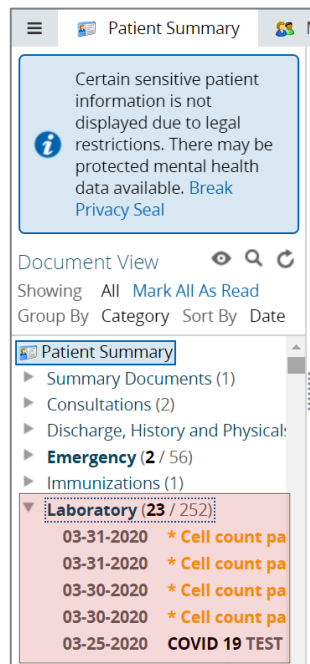 Patient Summary
Certain sensitive patient
information is not
displayed due to legal
restrictions. There may be
protected mental health
data available. Break
Privacy Seal
Document View
Showing All Mark All As Read
Group By Category Sort By Date
Patient Summary
Summary Documents (1)
Consultations (2)
Discharge, History and Physicals
Emergency (2 / 56)
Immunizations (1)
Laboratory (23 / 252)
03-31-2020 * Cell count pa
03-31-2020 * Cell count pa
03-30-2020 * Cell count pa
03-30-2020 * Cell count pa
03-25-2020 COVID 19 TEST